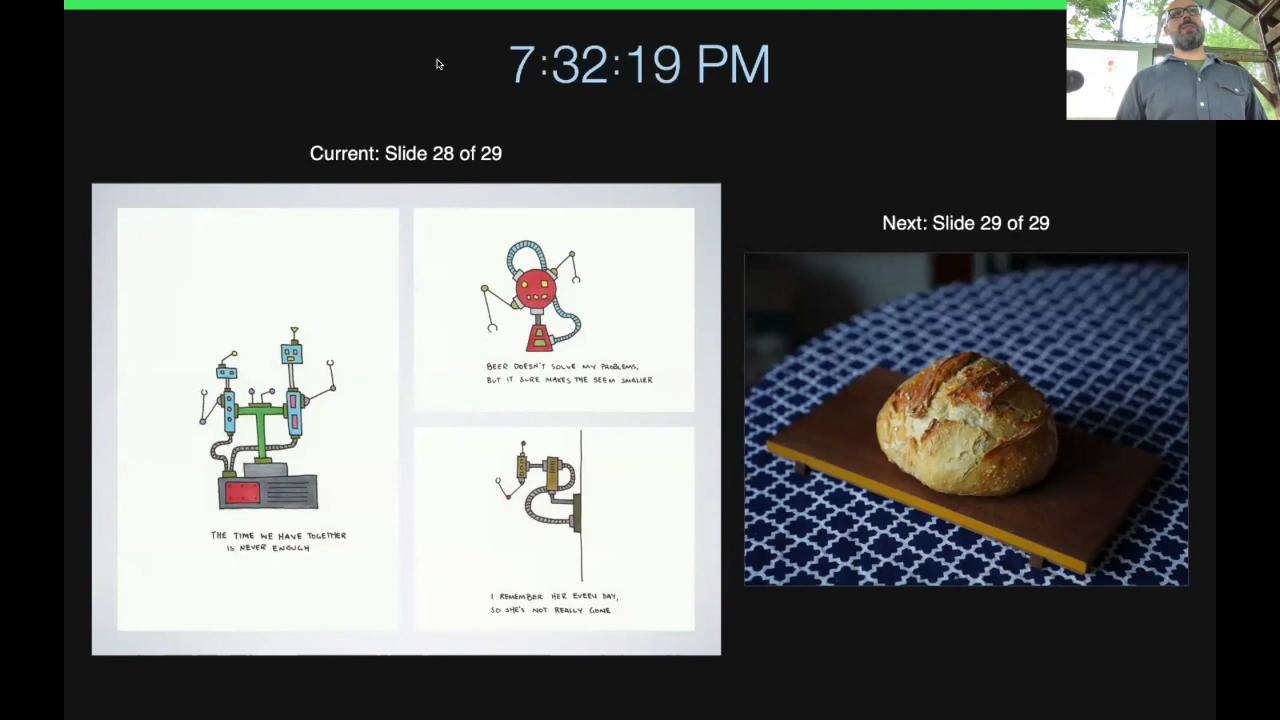 7:32:19 PM
Current: Slide 28 of 29
Next: Slide 29 of 29
BEER DOESN'T SOLVE MY PROBLEMS,
BUT IT SURE MAKES THE SEEM SMALLER
THE TIME WE HAVE TOGETHER
IS NEVER ENOUGH
I REMEMBER HER EVERY DAY,
SO SHE'S NOT REALLY GONE